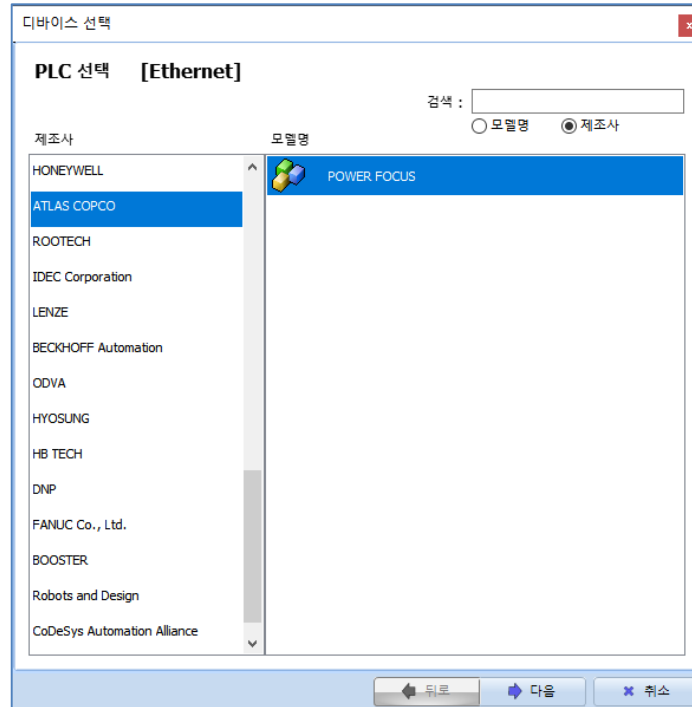 디바이스 선택
PLC 선택 [Ethernet]
검색 :
모델명 제조사
제조사 모델명
HONEYWELL
ATLAS COPCO
ROOTECH
IDEC Corporation
LENZE
BECKHOFF Automation
ODVA
HYOSUNG
HB TECH
DNP
FANUC Co., Ltd.
BOOSTER
Robots and Design
CoDeSys Automation Alliance
POWER FOCUS
뒤로 다음 취소